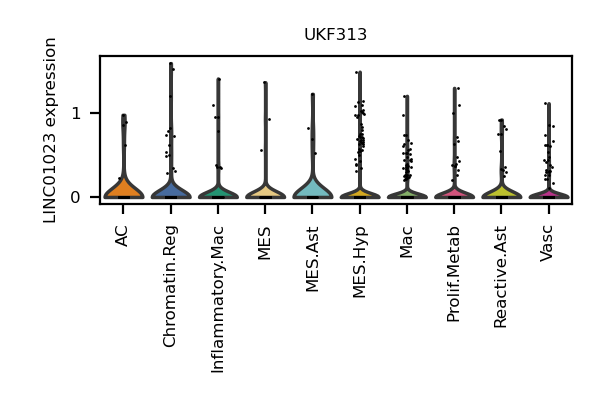 UKF313
LINC01023 expression
1
0
AC
Chromatin.Reg
Inflammatory.Mac
MES
MES.Ast
MES.Hyp
Mac
Prolif.Metab
Reactive.Ast
Vasc